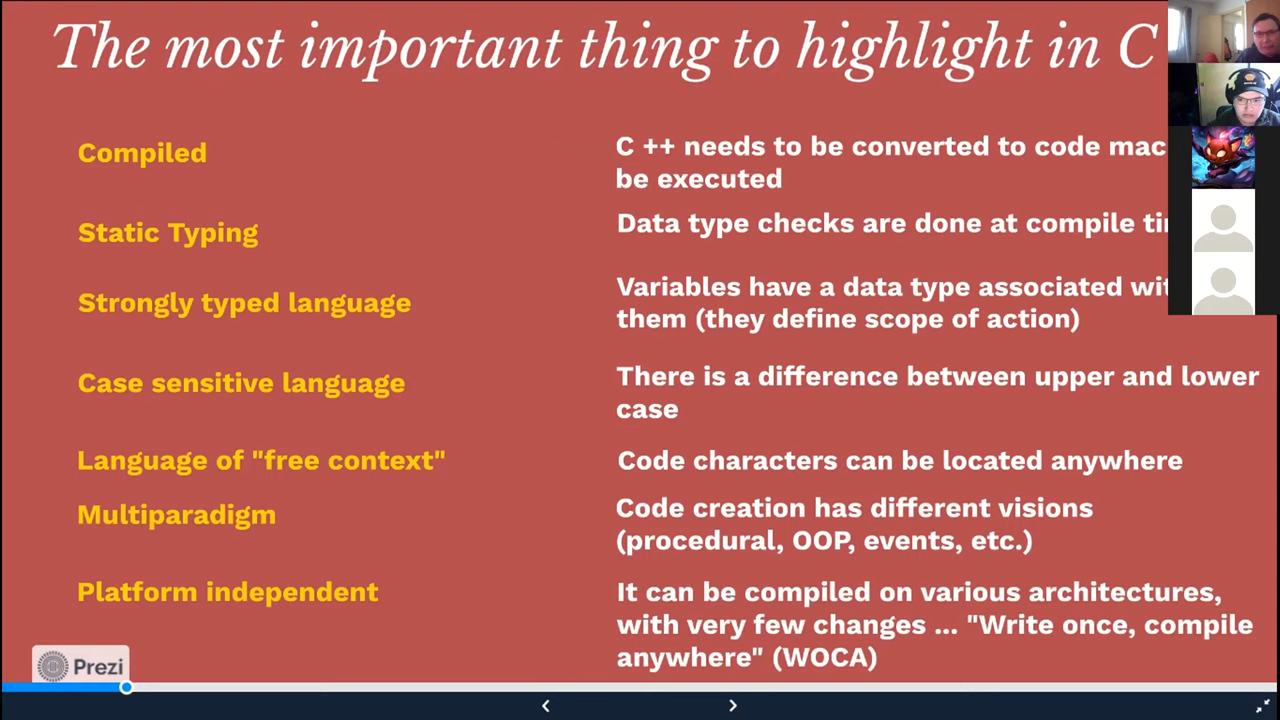 The most important thing to highlight in C
Compiled
C ++ needs to be converted to code
be executed
Static Typing
Data type checks are done at compile
Strongly typed language
Variables have a data type associated
them (they define scope of action)
Case sensitive language
There is a difference between upper and lower
case
Language of "free context"
Code characters can be located anywhere
Multiparadigm
Code creation has different visions
(procedural, OOP, events, etc.)
Platform independent
It can be compiled on various architectures,
with very few changes ... "Write once, compile
anywhere" (WOCA)
Prezi